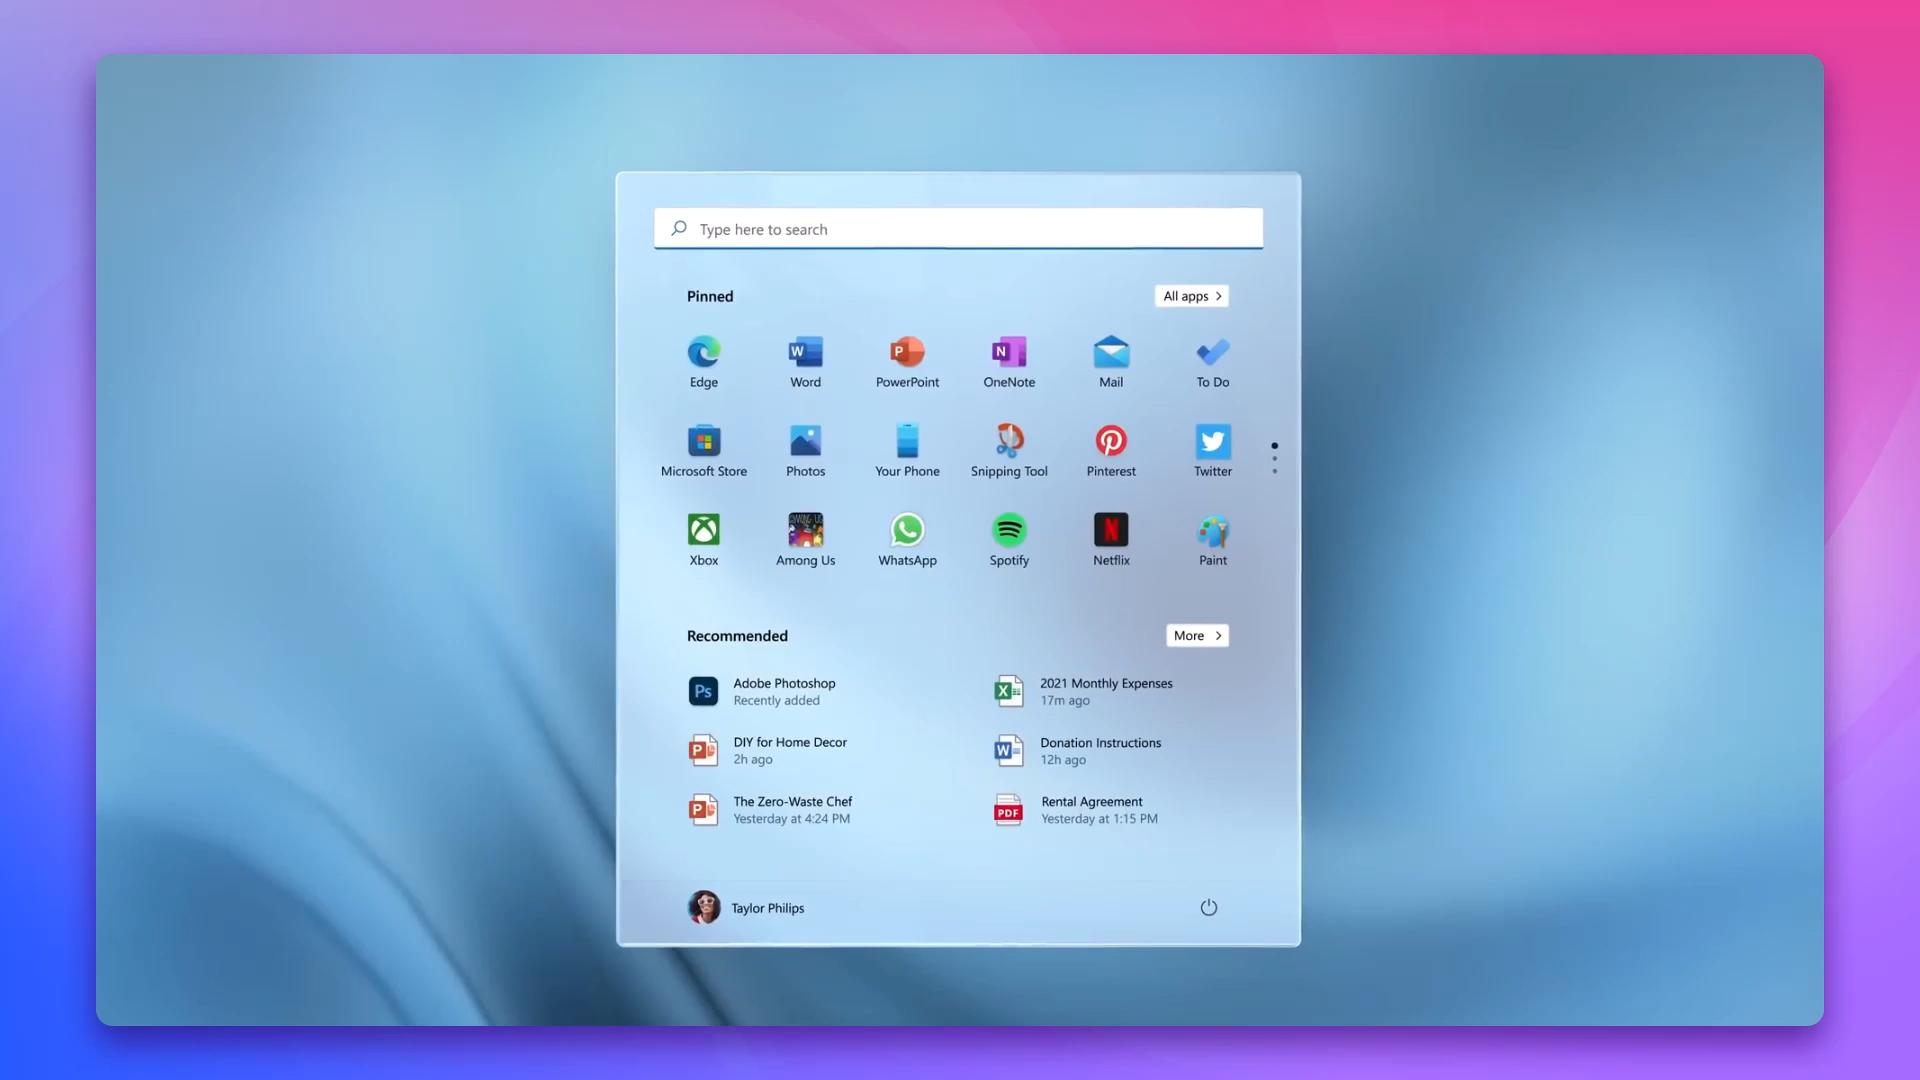 Type here to search
Pinned
All apps
Edge
Word
PowerPoint
OneNote
Mail
To Do
Microsoft Store
Photos
Your Phone
Snipping Tool
Pinterest
Twitter
Xbox
Among Us
WhatsApp
Spotify
Netflix
Paint
Recommended
More
Ps
Adobe Photoshop
Recently added
2021 Monthly Expenses
17m ago
DIY for Home Decor
2h ago
Donation Instructions
12h ago
The Zero-Waste Chef
Yesterday at 4:24 PM
PDF
Rental Agreement
Yesterday at 1:15 PM
Taylor Philips